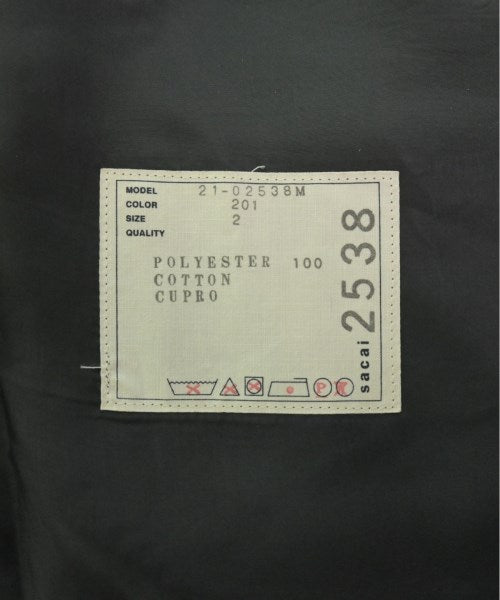 MODEL 21-02538M
COLOR 201
SIZE 2
QUALITY
POLYESTER 100
COTTON
CUPRO
sacai 2538
P